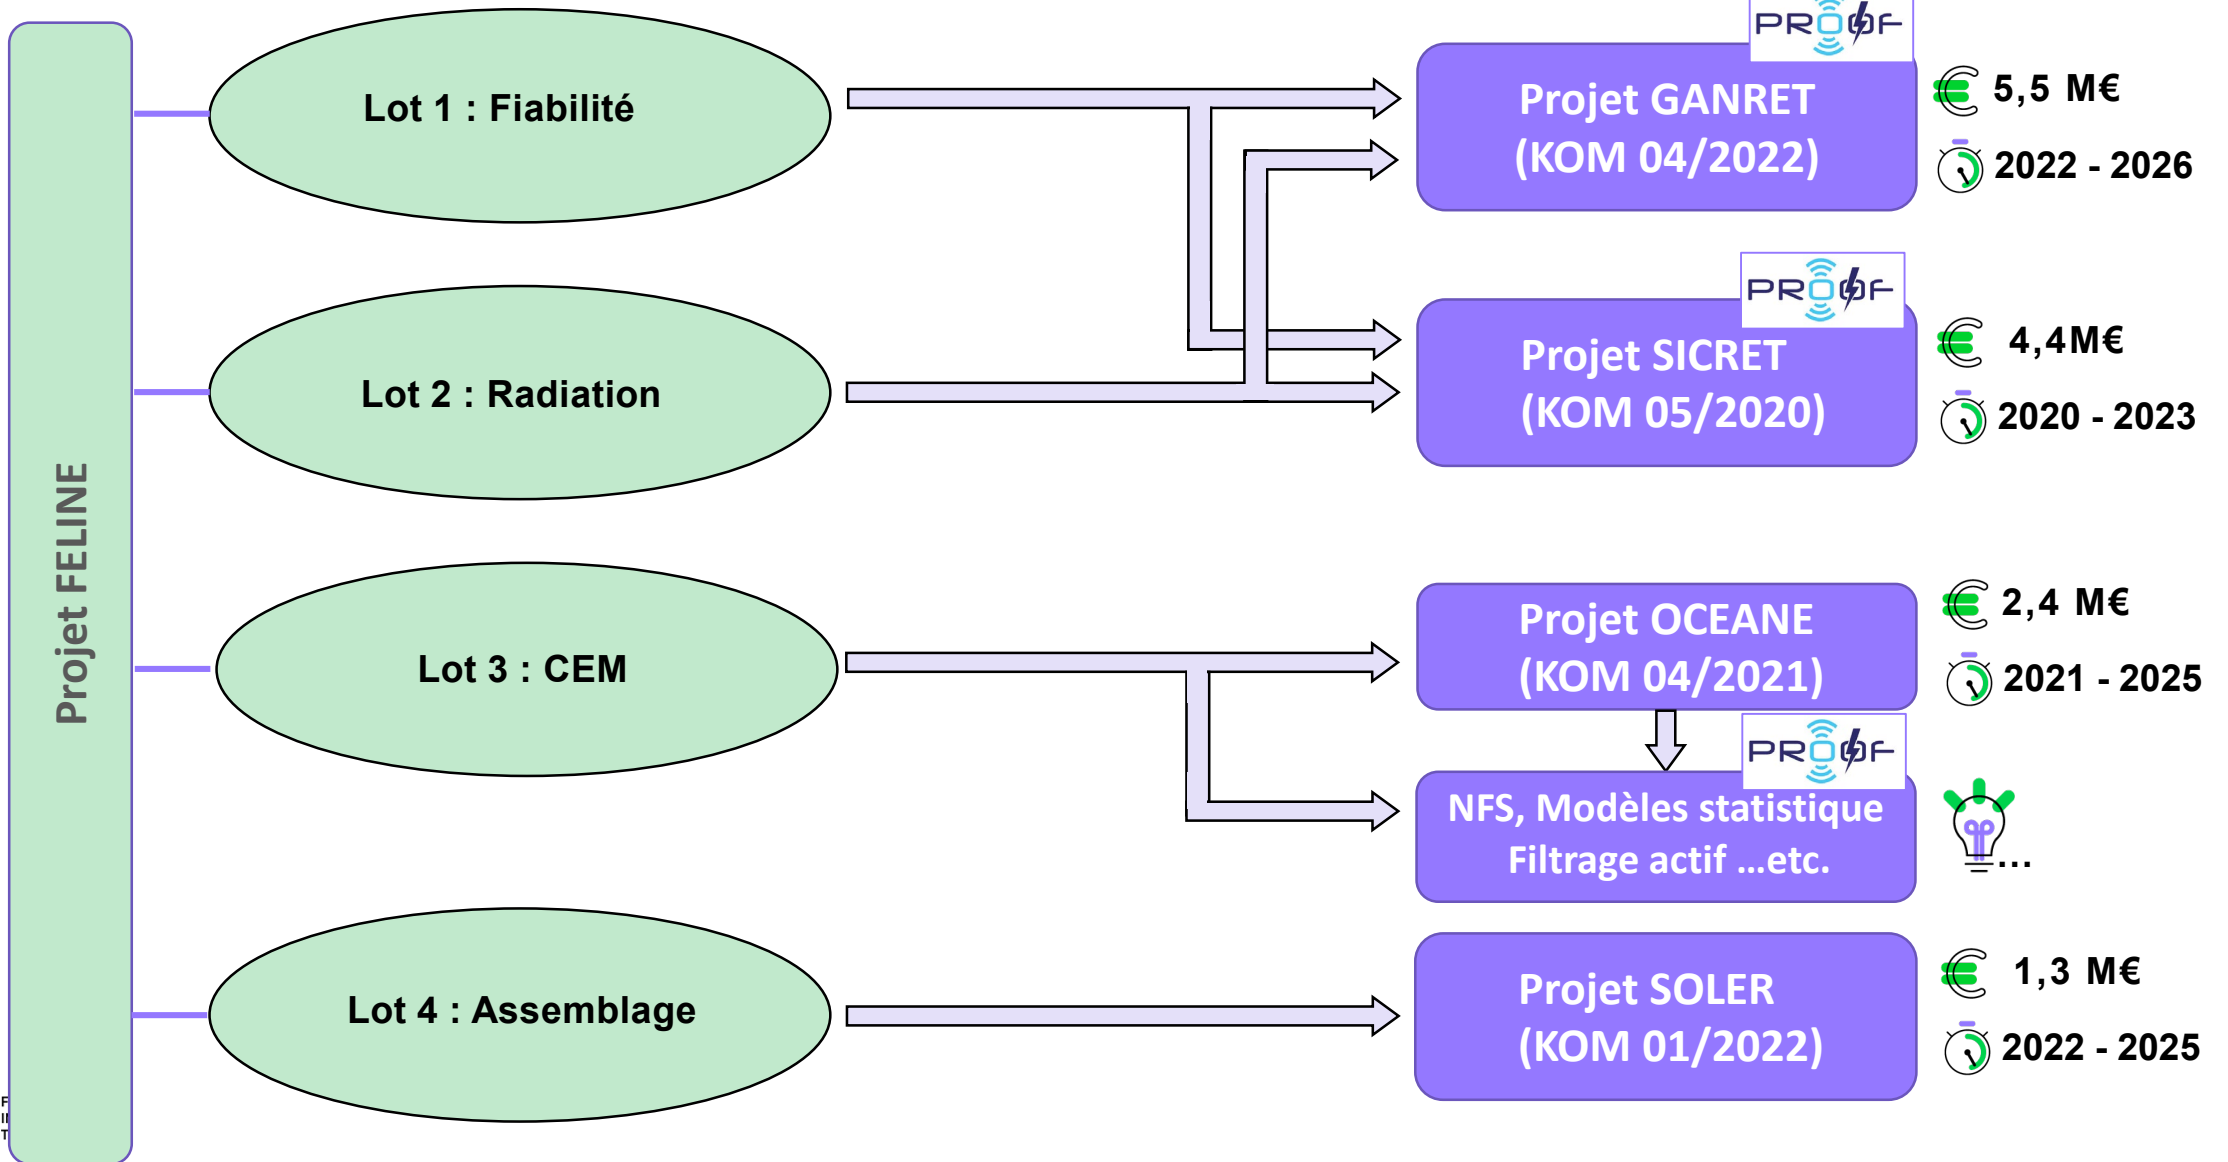 Projet FELINE
Lot 1 : Fiabilité
Lot 2 : Radiation
Lot 3 : CEM
Lot 4 : Assemblage
PROOF
Projet GANRET
(KOM 04/2022)
5,5 M€
2022 - 2026
PROOF
Projet SICRET
(KOM 05/2020)
4,4M€
2020 - 2023
Projet OCEANE
(KOM 04/2021)
2,4 M€
2021 - 2025
PROOF
NFS, Modèles statistique
Filtrage actif ...etc.
...
Projet SOLER
(KOM 01/2022)
1,3 M€
2022 - 2025